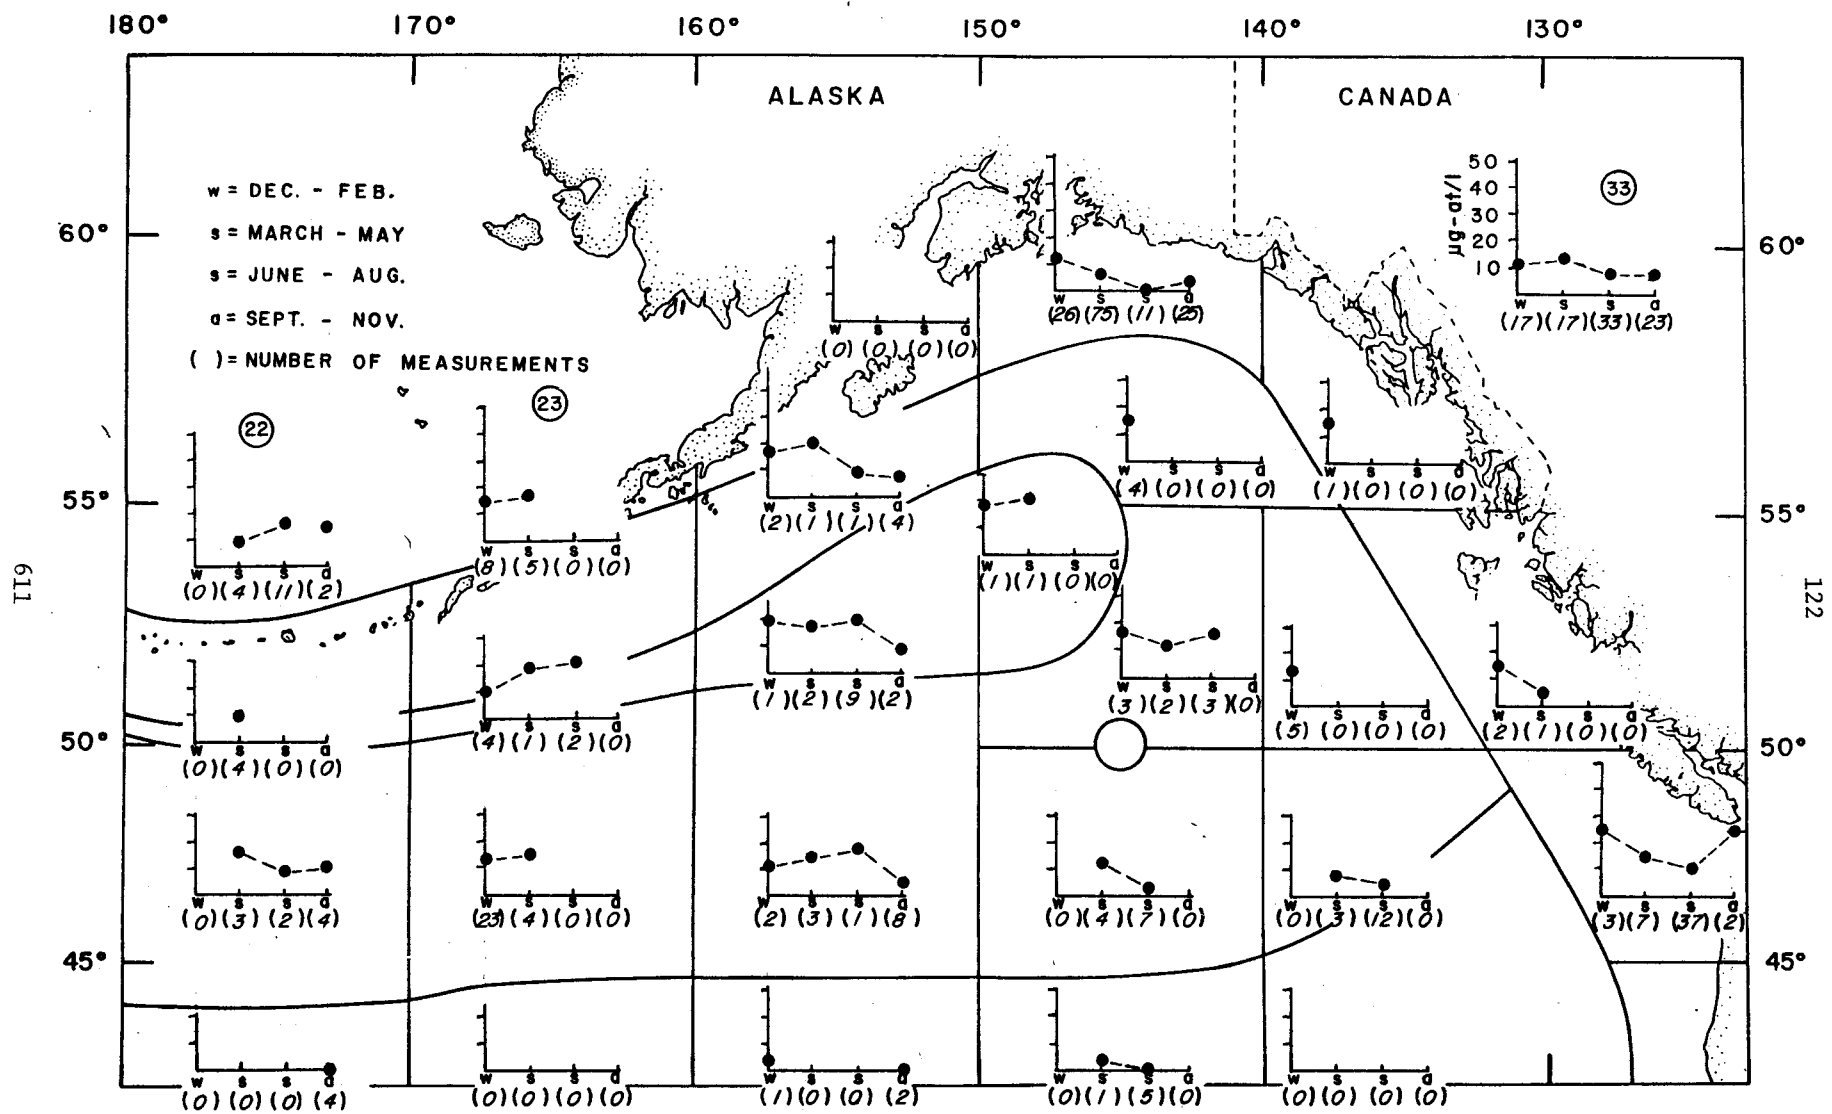 180° 170° 160° 150° 140° 130°
ALASKA CANADA
w = DEC. - FEB.
s = MARCH - MAY
s = JUNE - AUG.
a = SEPT. - NOV.
( ) = NUMBER OF MEASUREMENTS
60° 60°
55° 55°
50° 50°
45° 45°
611
122
µg-at/l
50
40
30
20
10
33
w s s a
(17)(17)(33)(23)
w s s a
(26)(75)(11)(25)
w s s a
(0)(0)(0)(0)
22
w s s a
(0)(4)(11)(2)
23
w s s a
(8)(5)(0)(0)
w s s a
(2)(1)(1)(4)
w s s a
(1)(1)(0)(0)
w s s a
(4)(0)(0)(0)
w s s a
(1)(0)(0)(0)
w s s a
(0)(4)(0)(0)
w s s a
(4)(1)(2)(0)
w s s a
(1)(2)(9)(2)
w s s a
(3)(2)(3)(0)
w s s a
(5)(0)(0)(0)
w s s a
(2)(1)(0)(0)
w s s a
(0)(3)(2)(4)
w s s a
(23)(4)(0)(0)
w s s a
(2)(3)(1)(8)
w s s a
(0)(4)(7)(0)
w s s a
(0)(3)(12)(0)
w s s a
(3)(7)(37)(2)
w s s a
(0)(0)(0)(4)
w s s a
(0)(0)(0)(0)
w s s a
(1)(0)(0)(2)
w s s a
(0)(1)(5)(0)
w s s a
(0)(0)(0)(0)